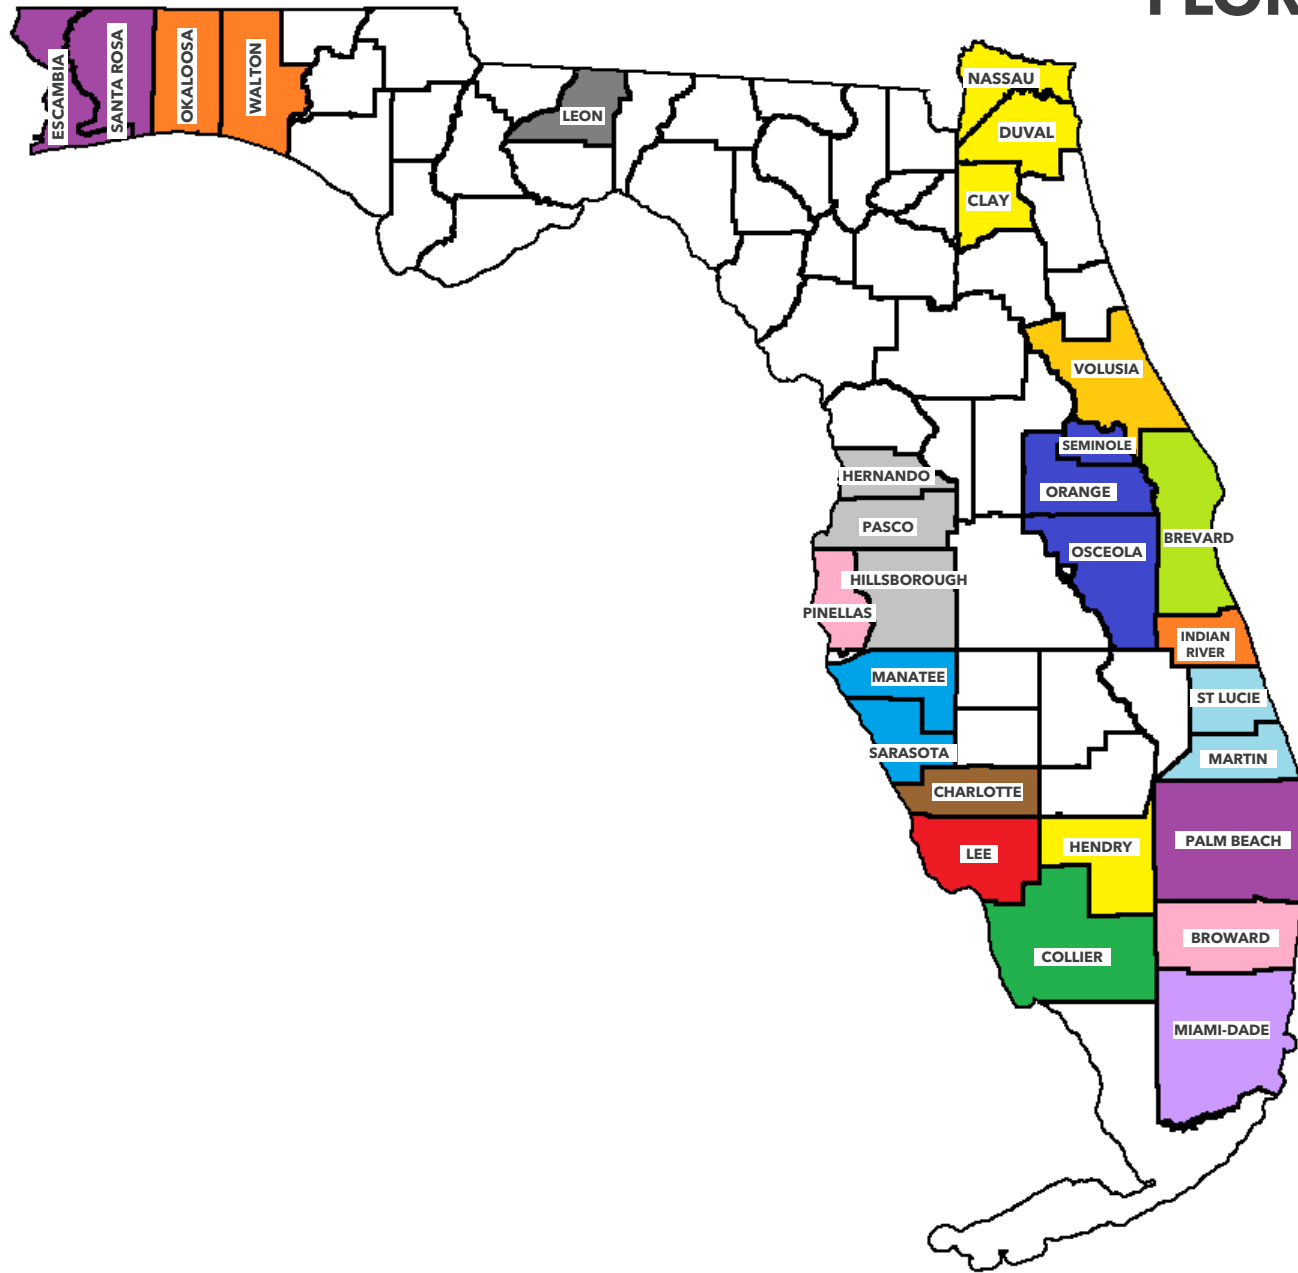 ESCAMBIA
SANTA ROSA
OKALOOSA
WALTON
LEON
NASSAU
DUVAL
CLAY
VOLUSIA
SEMINOLE
ORANGE
OSCEOLA
BREVARD
HERNANDO
PASCO
HILLSBOROUGH
PINELLAS
INDIAN
RIVER
MANATEE
ST LUCIE
SARASOTA
MARTIN
CHARLOTTE
LEE
HENDRY
PALM BEACH
BROWARD
COLLIER
MIAMI-DADE